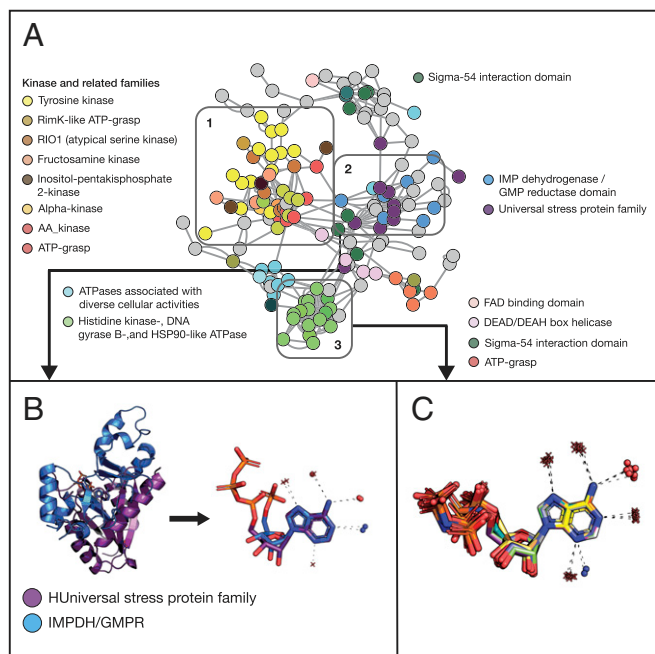 A
Kinase and related families
Tyrosine kinase
RimK-like ATP-grasp
RIO1 (atypical serine kinase)
Fructosamine kinase
Inositol-pentakisphosphate
2-kinase
Alpha-kinase
AA_kinase
ATP-grasp
1
2
3
Sigma-54 interaction domain
IMP dehydrogenase /
GMP reductase domain
Universal stress protein family
ATPases associated with
diverse cellular activities
Histidine kinase-, DNA
gyrase B-,and HSP90-like ATPase
FAD binding domain
DEAD/DEAH box helicase
Sigma-54 interaction domain
ATP-grasp
B
HUniversal stress protein family
IMPDH/GMPR
C